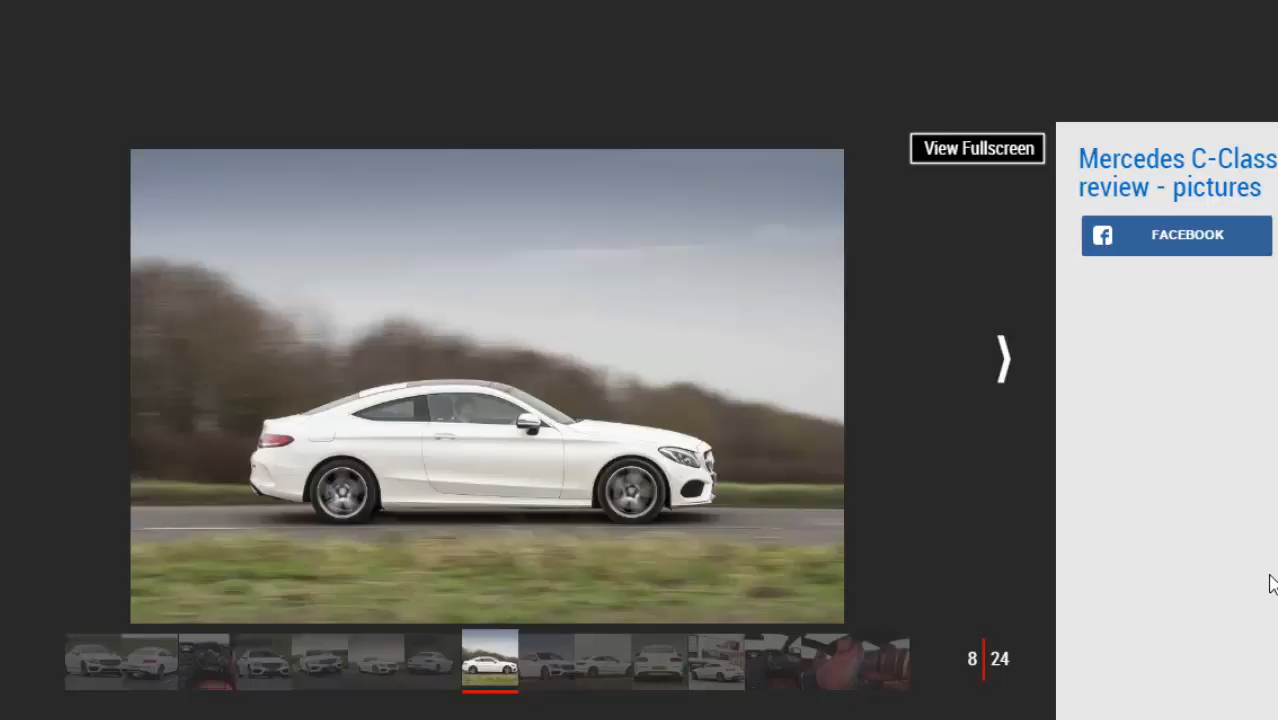 View Fullscreen
Mercedes C-Class
review - pictures
FACEBOOK
8 24